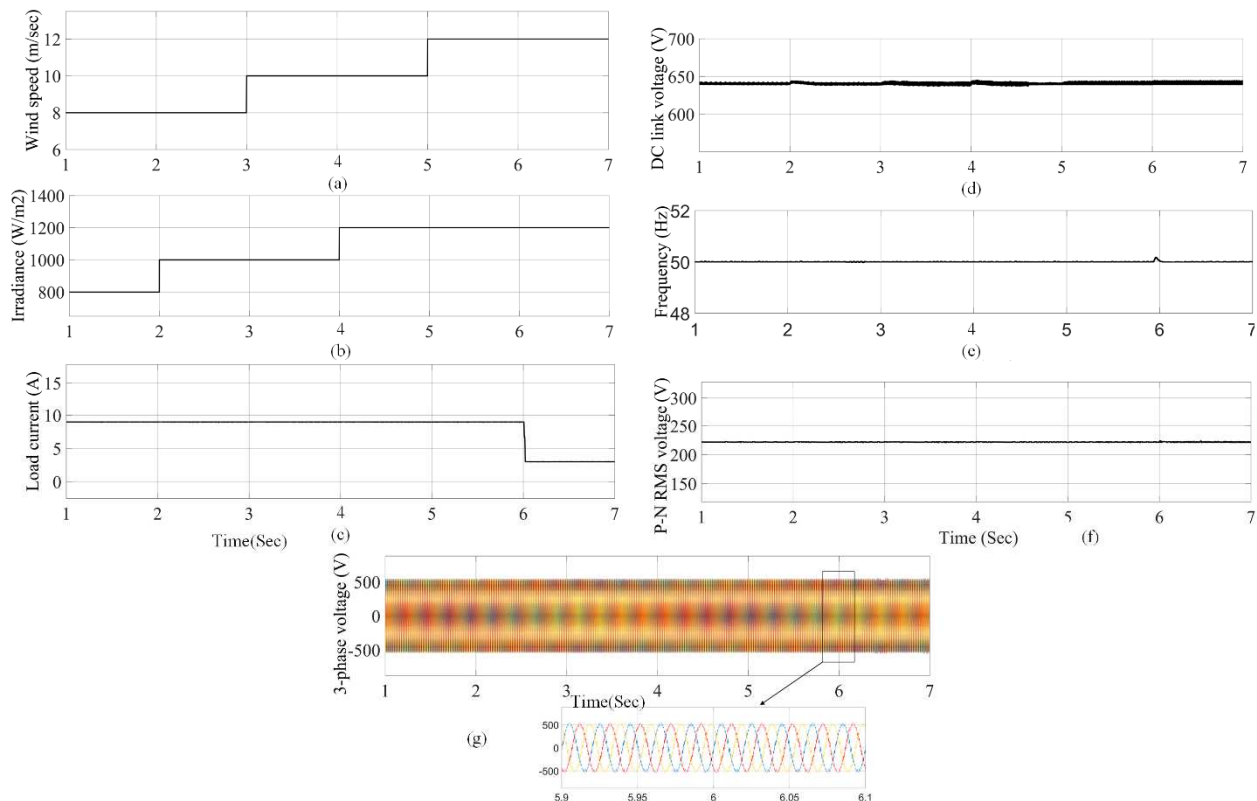 Wind speed (m/sec)
12
10
8
6
1 2 3 4 5 6 7
(a)
Irradiance (W/m2)
1400
1200
1000
800
1 2 3 4 5 6 7
(b)
Load current (A)
15
10
5
0
1 2 3 4 5 6 7
Time(Sec)
(c)
DC link voltage (V)
700
650
600
1 2 3 4 5 6 7
(d)
Frequency (Hz)
52
50
48
1 2 3 4 5 6 7
(e)
P-N RMS voltage (V)
300
250
200
150
1 2 3 4 5 6 7
Time (Sec)
(f)
3-phase voltage (V)
500
0
-500
1 2 3 4 5 6 7
Time(Sec)
(g)
500
0
-500
5.9 5.95 6 6.05 6.1